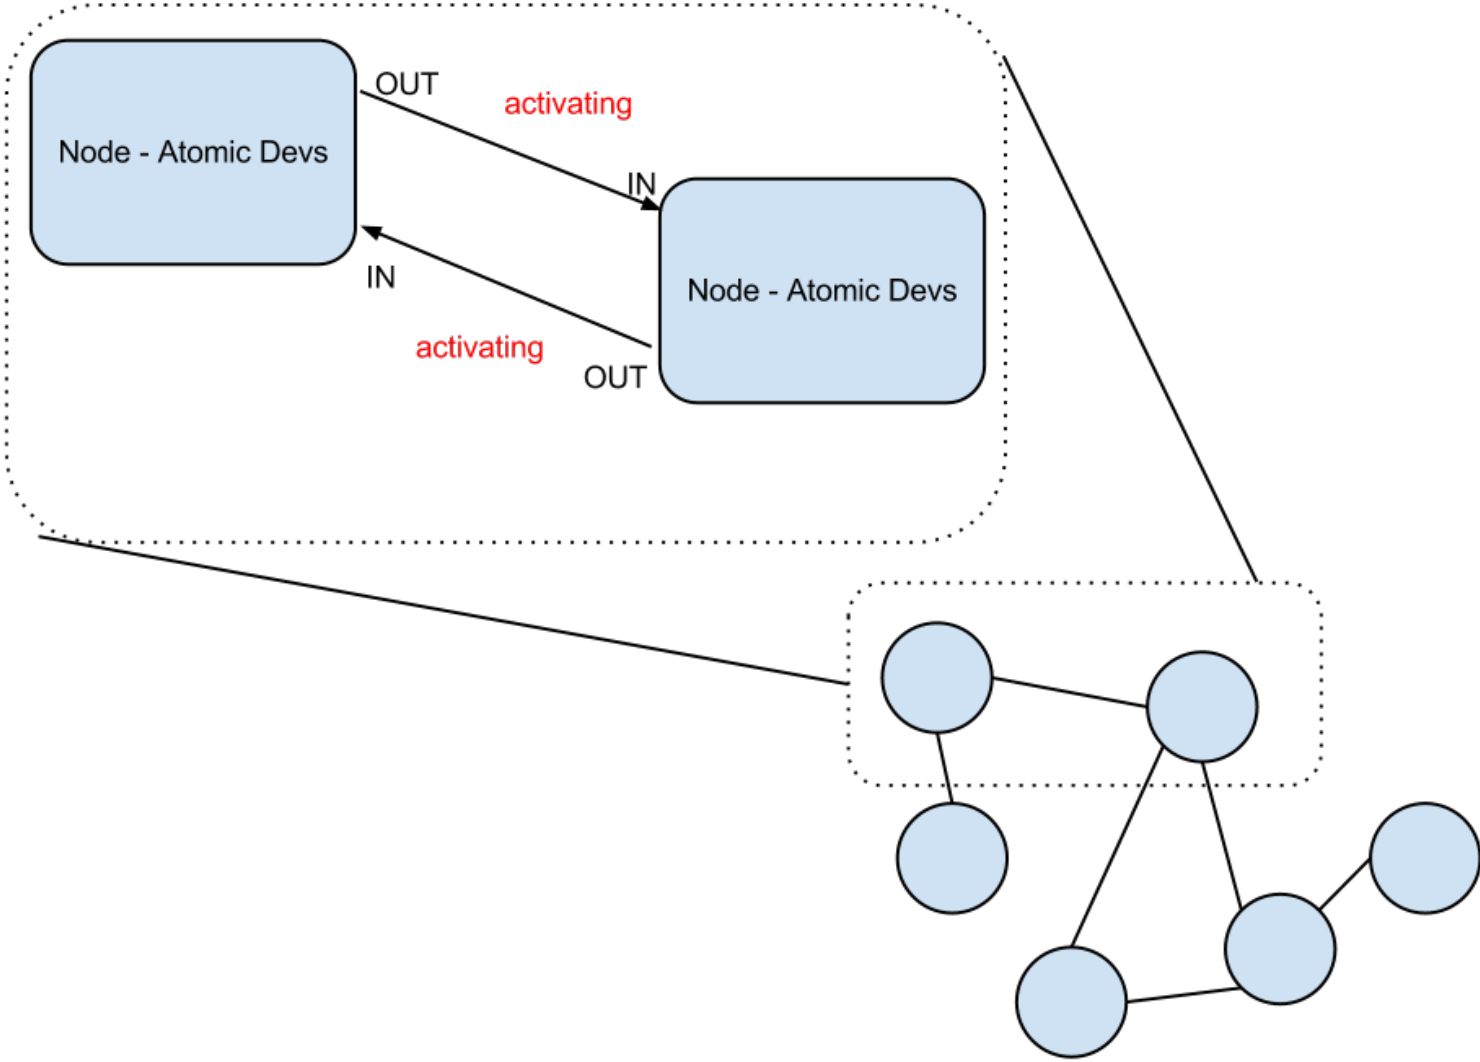 OUT
activating
Node - Atomic Devs
IN
IN
Node - Atomic Devs
activating
OUT